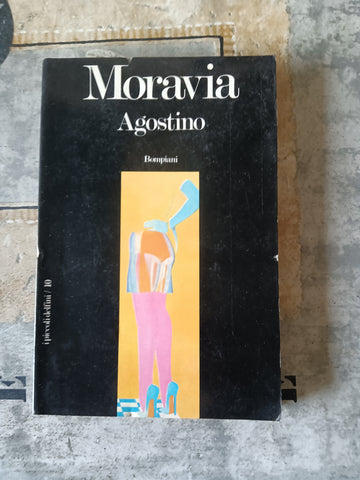 Moravia
Agostino
Bompiani
i piccoli delfini / 10